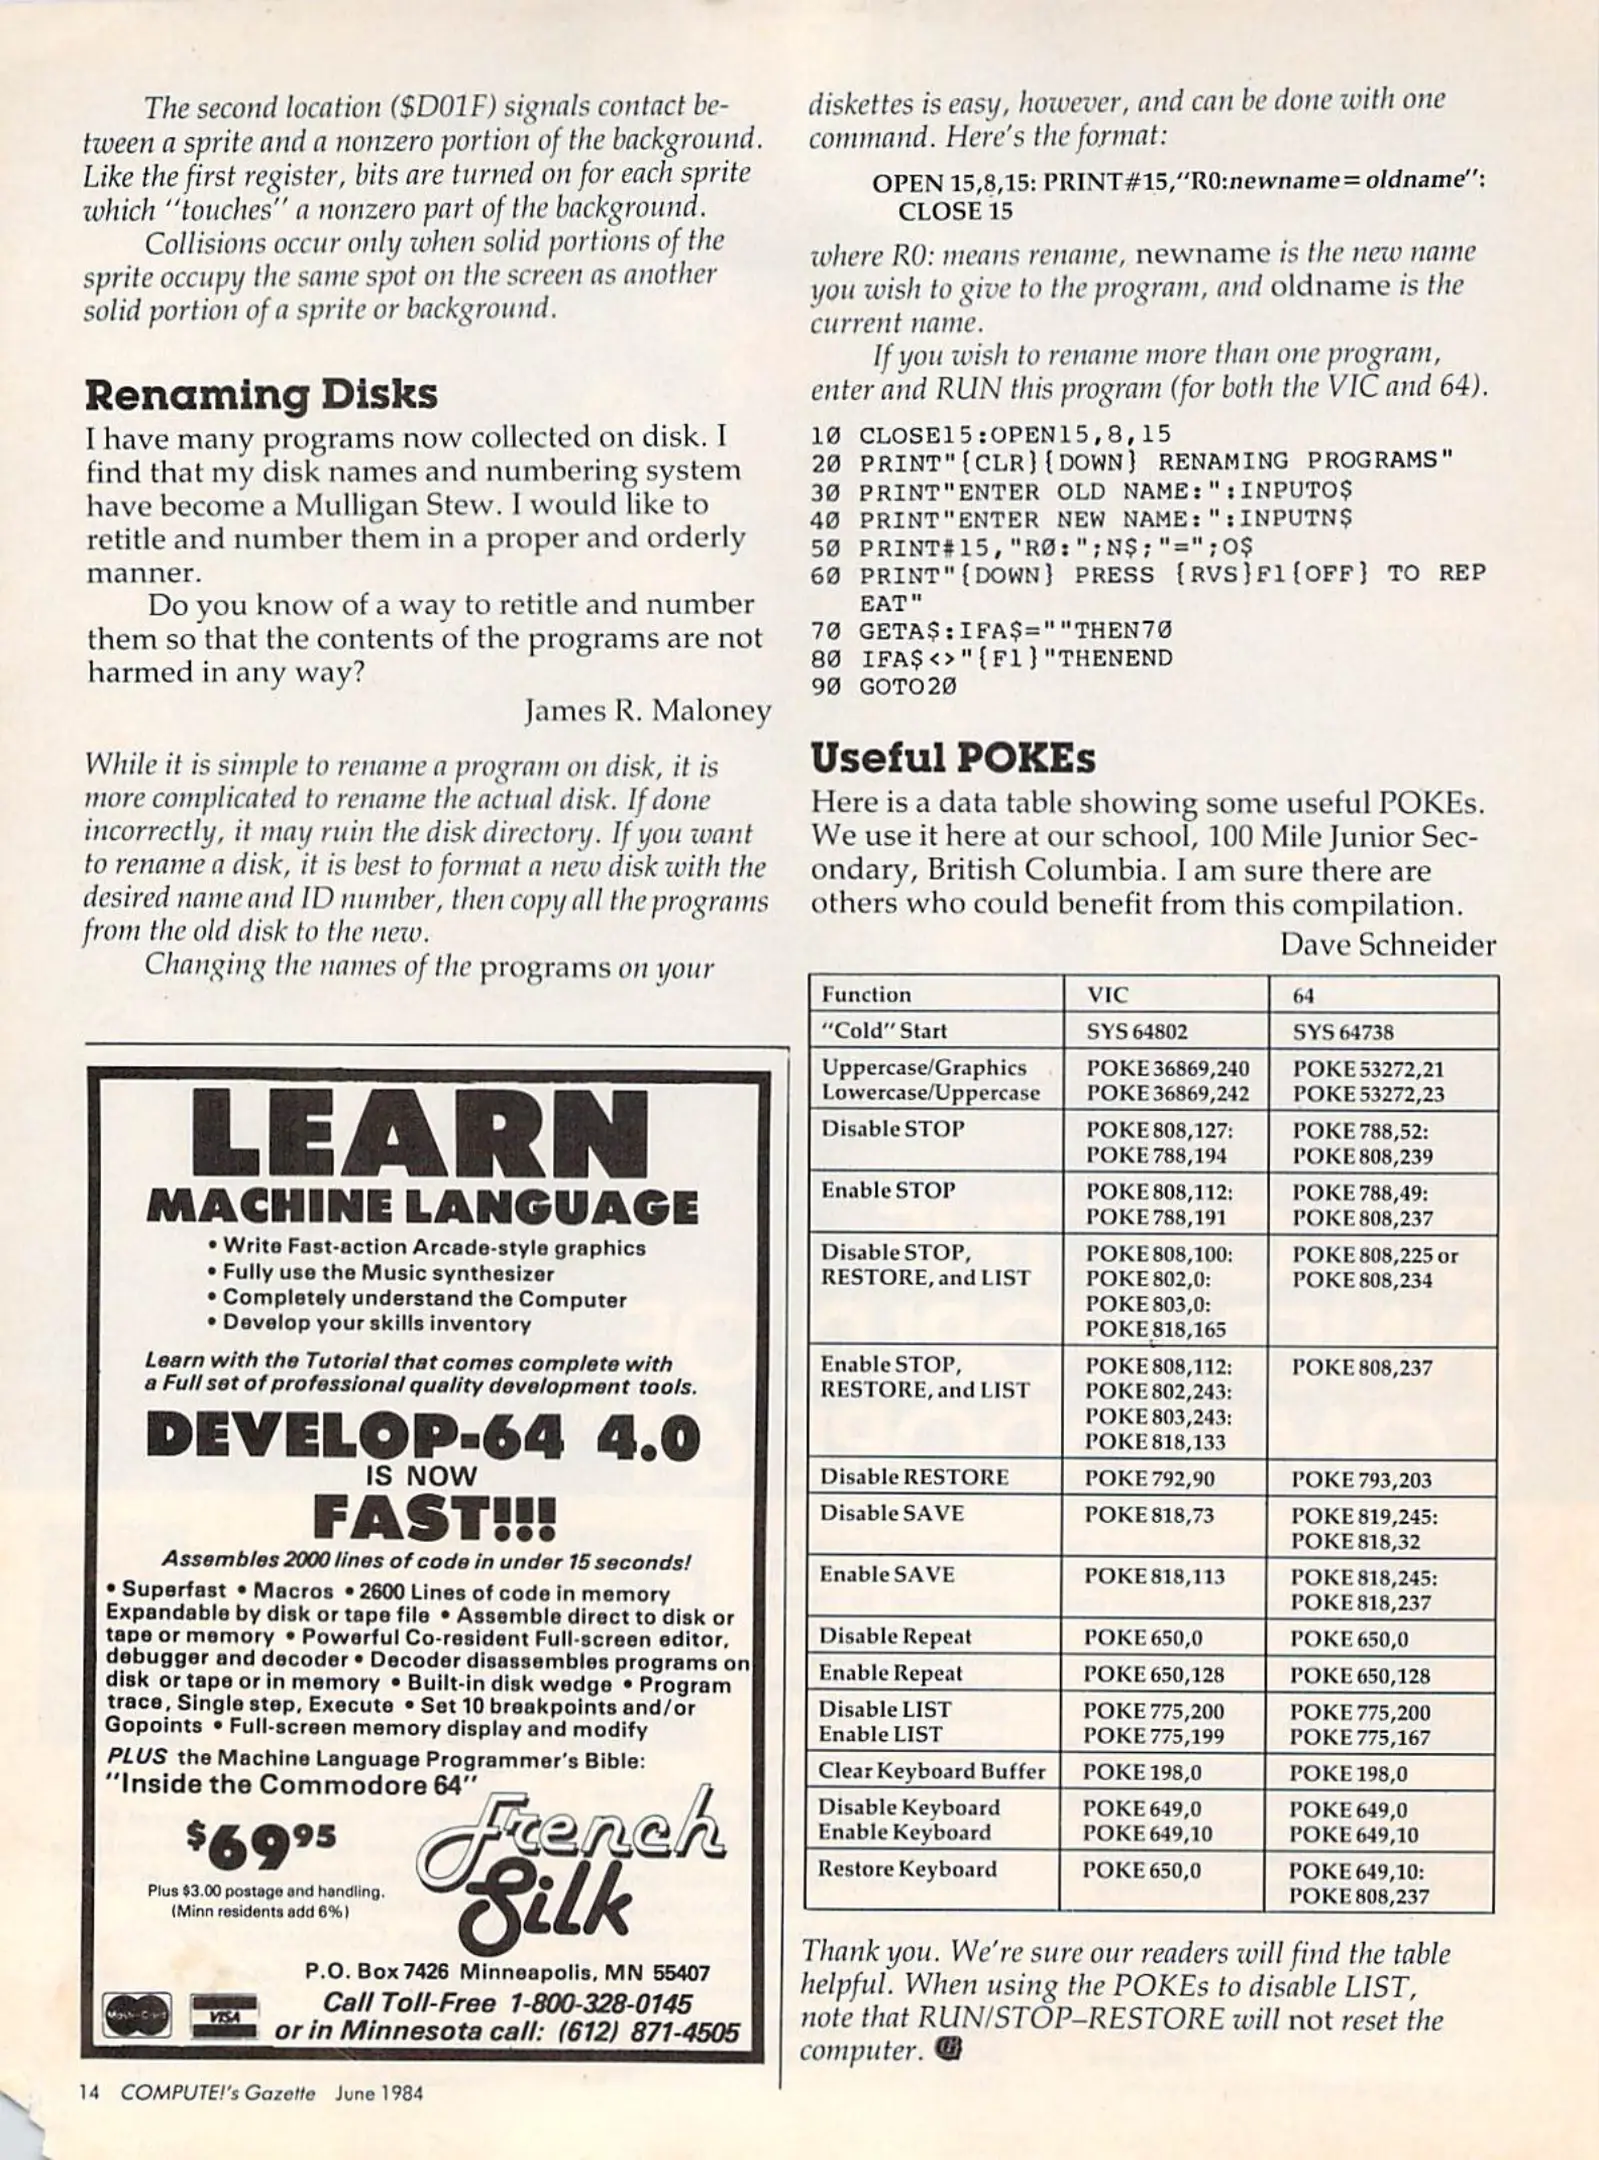 The second location ($D01F) signals contact be-
tween a sprite and a nonzero portion of the background.
Like the first register, bits are turned on for each sprite
which "touches" a nonzero part of the background.
Collisions occur only when solid portions of the
sprite occupy the same spot on the screen as another
solid portion of a sprite or background.
Renaming Disks
I have many programs now collected on disk. I
find that my disk names and numbering system
have become a Mulligan Stew. I would like to
retitle and number them in a proper and orderly
manner.
Do you know of a way to retitle and number
them so that the contents of the programs are not
harmed in any way?
James R. Maloney
While it is simple to rename a program on disk, it is
more complicated to rename the actual disk. If done
incorrectly, it may ruin the disk directory. If you want
to rename a disk, it is best to format a new disk with the
desired name and ID number, then copy all the programs
from the old disk to the new.
Changing the names of the programs on your
LEARN
MACHINE LANGUAGE
• Write Fast-action Arcade-style graphics
• Fully use the Music synthesizer
• Completely understand the Computer
• Develop your skills inventory
Learn with the Tutorial that comes complete with
a Full set of professional quality development tools.
DEVELOP-64 4.0
IS NOW
FAST!!!
Assembles 2000 lines of code in under 15 seconds!
• Superfast • Macros • 2600 Lines of code in memory
Expandable by disk or tape file • Assemble direct to disk or
tape or memory • Powerful Co-resident Full-screen editor,
debugger and decoder • Decoder disassembles programs on
disk or tape or in memory • Built-in disk wedge • Program
trace, Single step, Execute • Set 10 breakpoints and/or
Gopoints • Full-screen memory display and modify
PLUS the Machine Language Programmer's Bible:
"Inside the Commodore 64"
$69 95
Plus $3.00 postage and handling.
(Minn residents add 6%)
French
Silk
P.O. Box 7426 Minneapolis, MN 55407
Call Toll-Free 1-800-328-0145
or in Minnesota call: (612) 871-4505
MasterCard
VISA
14 COMPUTE!'s Gazette June 1984
diskettes is easy, however, and can be done with one
command. Here's the format:
OPEN 15,8,15: PRINT#15,"R0:newname=oldname":
CLOSE 15
where R0: means rename, newname is the new name
you wish to give to the program, and oldname is the
current name.
If you wish to rename more than one program,
enter and RUN this program (for both the VIC and 64).
10 CLOSE15:OPEN15,8,15
20 PRINT"{CLR}{DOWN} RENAMING PROGRAMS"
30 PRINT"ENTER OLD NAME:":INPUTO$
40 PRINT"ENTER NEW NAME:":INPUTN$
50 PRINT#15,"R0:";N$;"=";O$
60 PRINT"{DOWN} PRESS {RVS}F1{OFF} TO REP
EAT"
70 GETA$:IFA$=""THEN70
80 IFA$<>"{F1}"THENEND
90 GOTO20
Useful POKEs
Here is a data table showing some useful POKEs.
We use it here at our school, 100 Mile Junior Sec-
ondary, British Columbia. I am sure there are
others who could benefit from this compilation.
Dave Schneider
Function VIC 64
"Cold" Start SYS 64802 SYS 64738
Uppercase/Graphics POKE 36869,240 POKE 53272,21
Lowercase/Uppercase POKE 36869,242 POKE 53272,23
Disable STOP POKE 808,127: POKE 788,52:
POKE 788,194 POKE 808,239
Enable STOP POKE 808,112: POKE 788,49:
POKE 788,191 POKE 808,237
Disable STOP, POKE 808,100: POKE 808,225 or
RESTORE, and LIST POKE 802,0: POKE 808,234
POKE 803,0:
POKE 818,165
Enable STOP, POKE 808,112: POKE 808,237
RESTORE, and LIST POKE 802,243:
POKE 803,243:
POKE 818,133
Disable RESTORE POKE 792,90 POKE 793,203
Disable SAVE POKE 818,73 POKE 819,245:
POKE 818,32
Enable SAVE POKE 818,113 POKE 818,245:
POKE 818,237
Disable Repeat POKE 650,0 POKE 650,0
Enable Repeat POKE 650,128 POKE 650,128
Disable LIST POKE 775,200 POKE 775,200
Enable LIST POKE 775,199 POKE 775,167
Clear Keyboard Buffer POKE 198,0 POKE 198,0
Disable Keyboard POKE 649,0 POKE 649,0
Enable Keyboard POKE 649,10 POKE 649,10
Restore Keyboard POKE 650,0 POKE 649,10:
POKE 808,237
Thank you. We're sure our readers will find the table
helpful. When using the POKEs to disable LIST,
note that RUN/STOP–RESTORE will not reset the
computer.